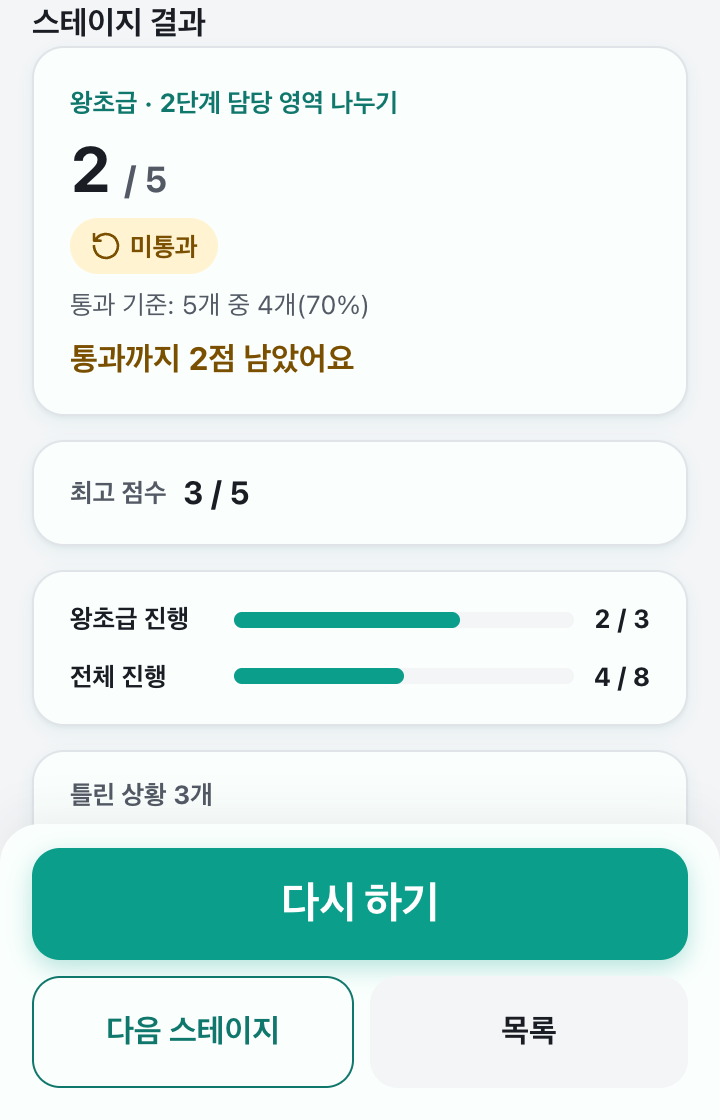 스테이지 결과
왕초급 · 2단계 담당 영역 나누기
2 / 5
미통과
통과 기준: 5개 중 4개(70%)
통과까지 2점 남았어요
최고 점수 3 / 5
왕초급 진행 2 / 3
전체 진행 4 / 8
틀린 상황 3개
다시 하기
다음 스테이지 목록